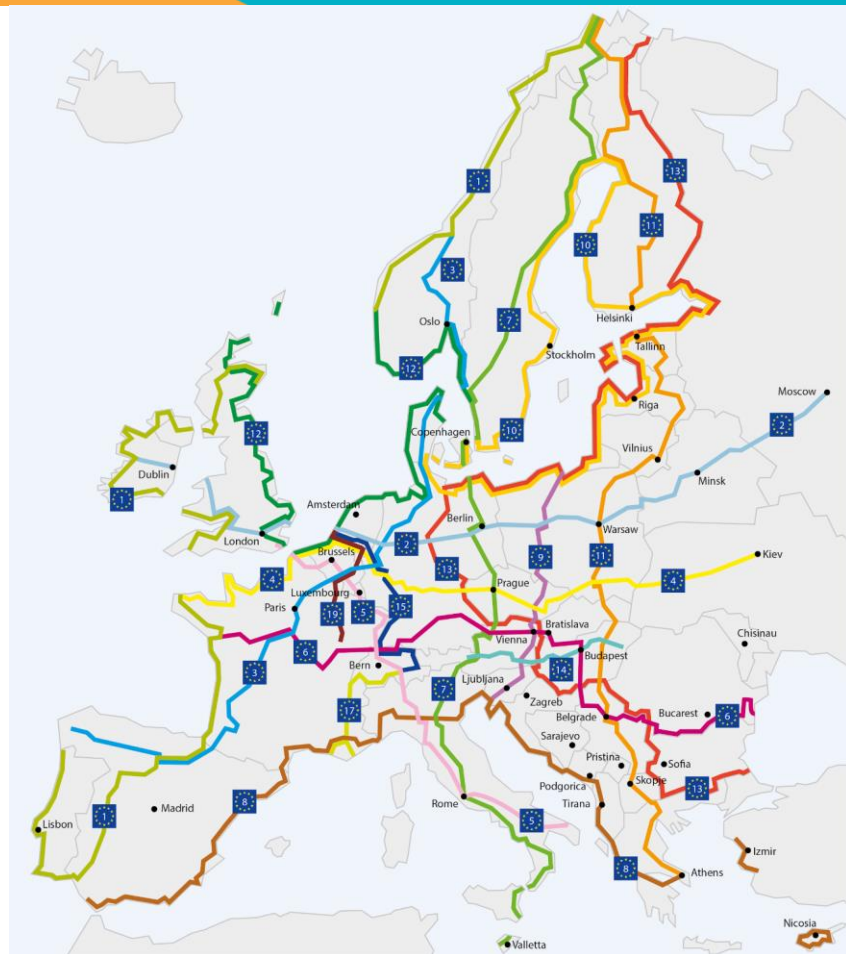 1
13
11
10
3
7
Oslo
Helsinki
12
Stockholm
Tallinn
Moscow
Riga
2
12
Copenhagen
10
Dublin
Vilnius
Minsk
1
Amsterdam
London
Berlin
Warsaw
2
Brussels
9
11
4
13
Kiev
Luxembourg
Prague
4
Paris
19
5
15
Bratislava
Vienna
Chisinau
6
Budapest
3
Bern
14
7
Ljubljana
Zagreb
17
Belgrade
Bucarest
6
Sarajevo
Pristina
Sofia
Podgorica
Skopje
13
8
Madrid
Rome
Tirana
1
Lisbon
5
Izmir
8
Athens
Nicosia
Valletta